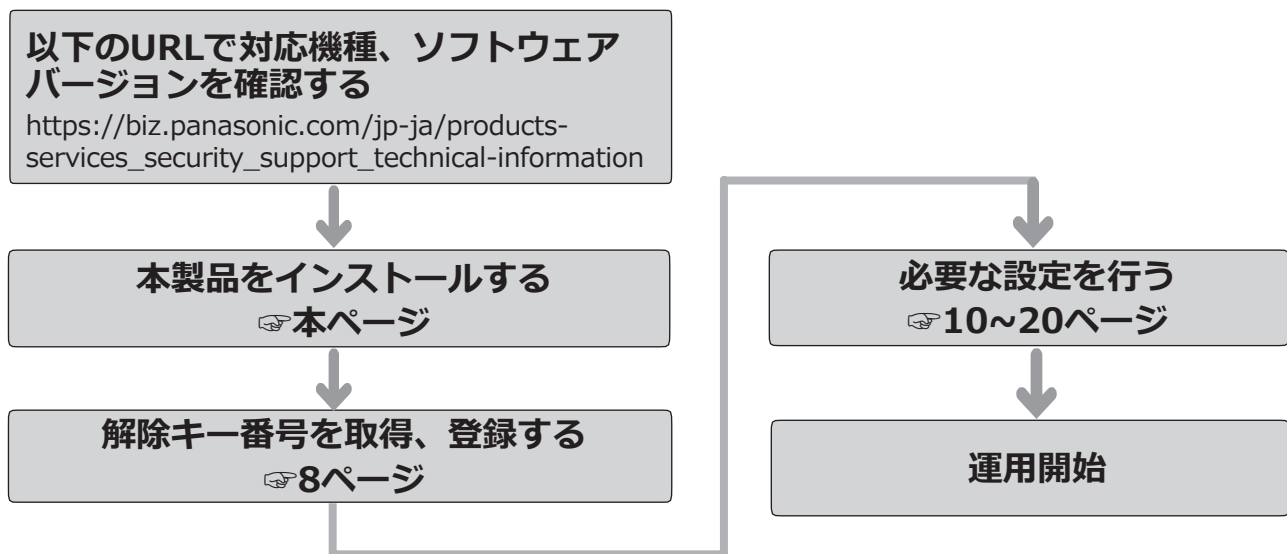 以下のURLで対応機種、ソフトウェア
バージョンを確認する
https://biz.panasonic.com/jp-ja/products-
services_security_support_technical-information
本製品をインストールする
☞本ページ
解除キー番号を取得、登録する
☞8ページ
必要な設定を行う
☞10~20ページ
運用開始